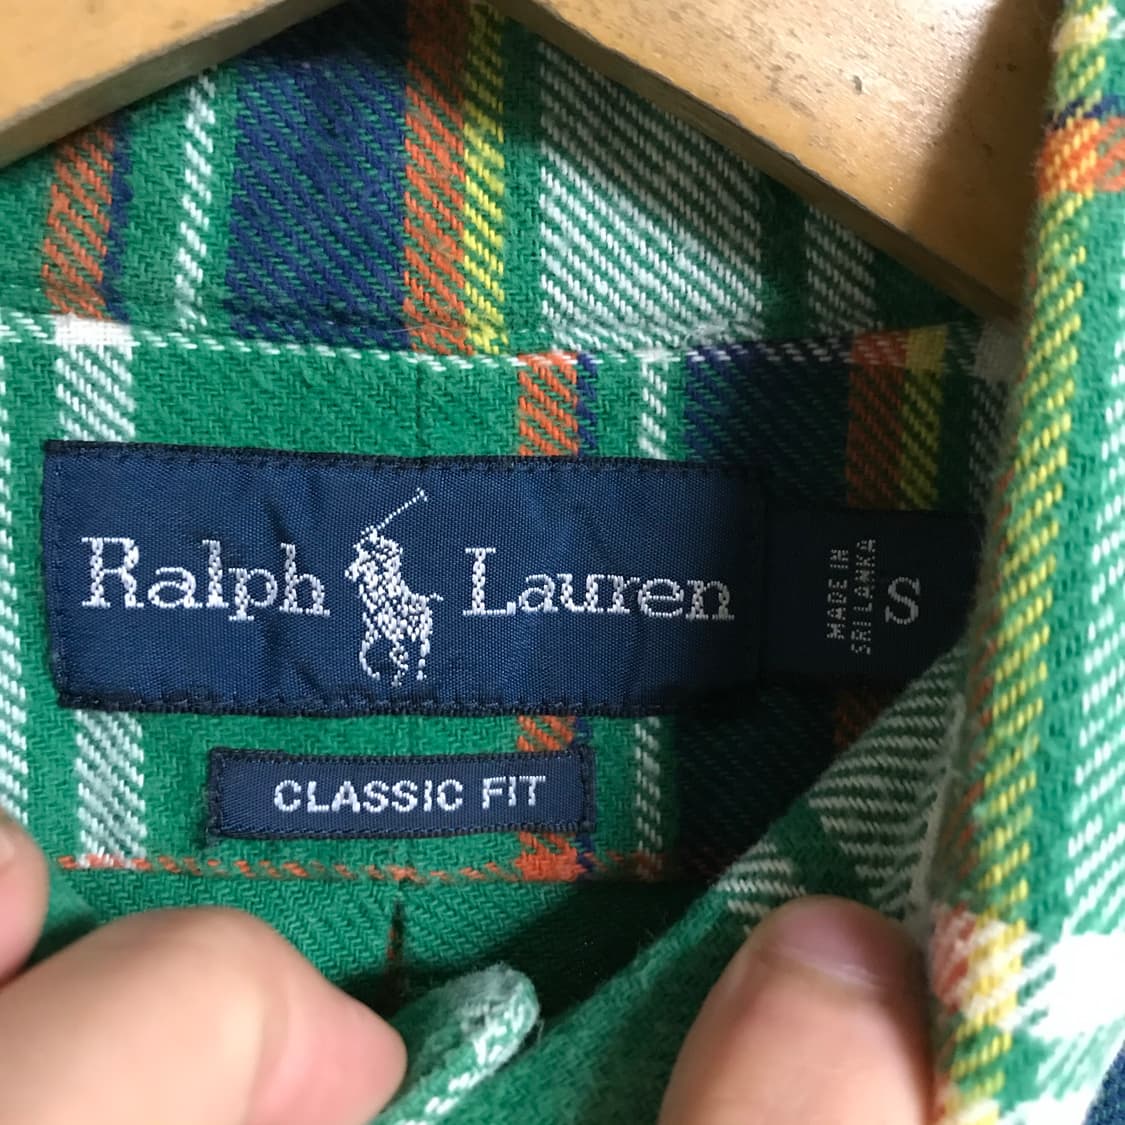 Ralph Lauren
MADE IN
SRI LANKA
S
CLASSIC FIT